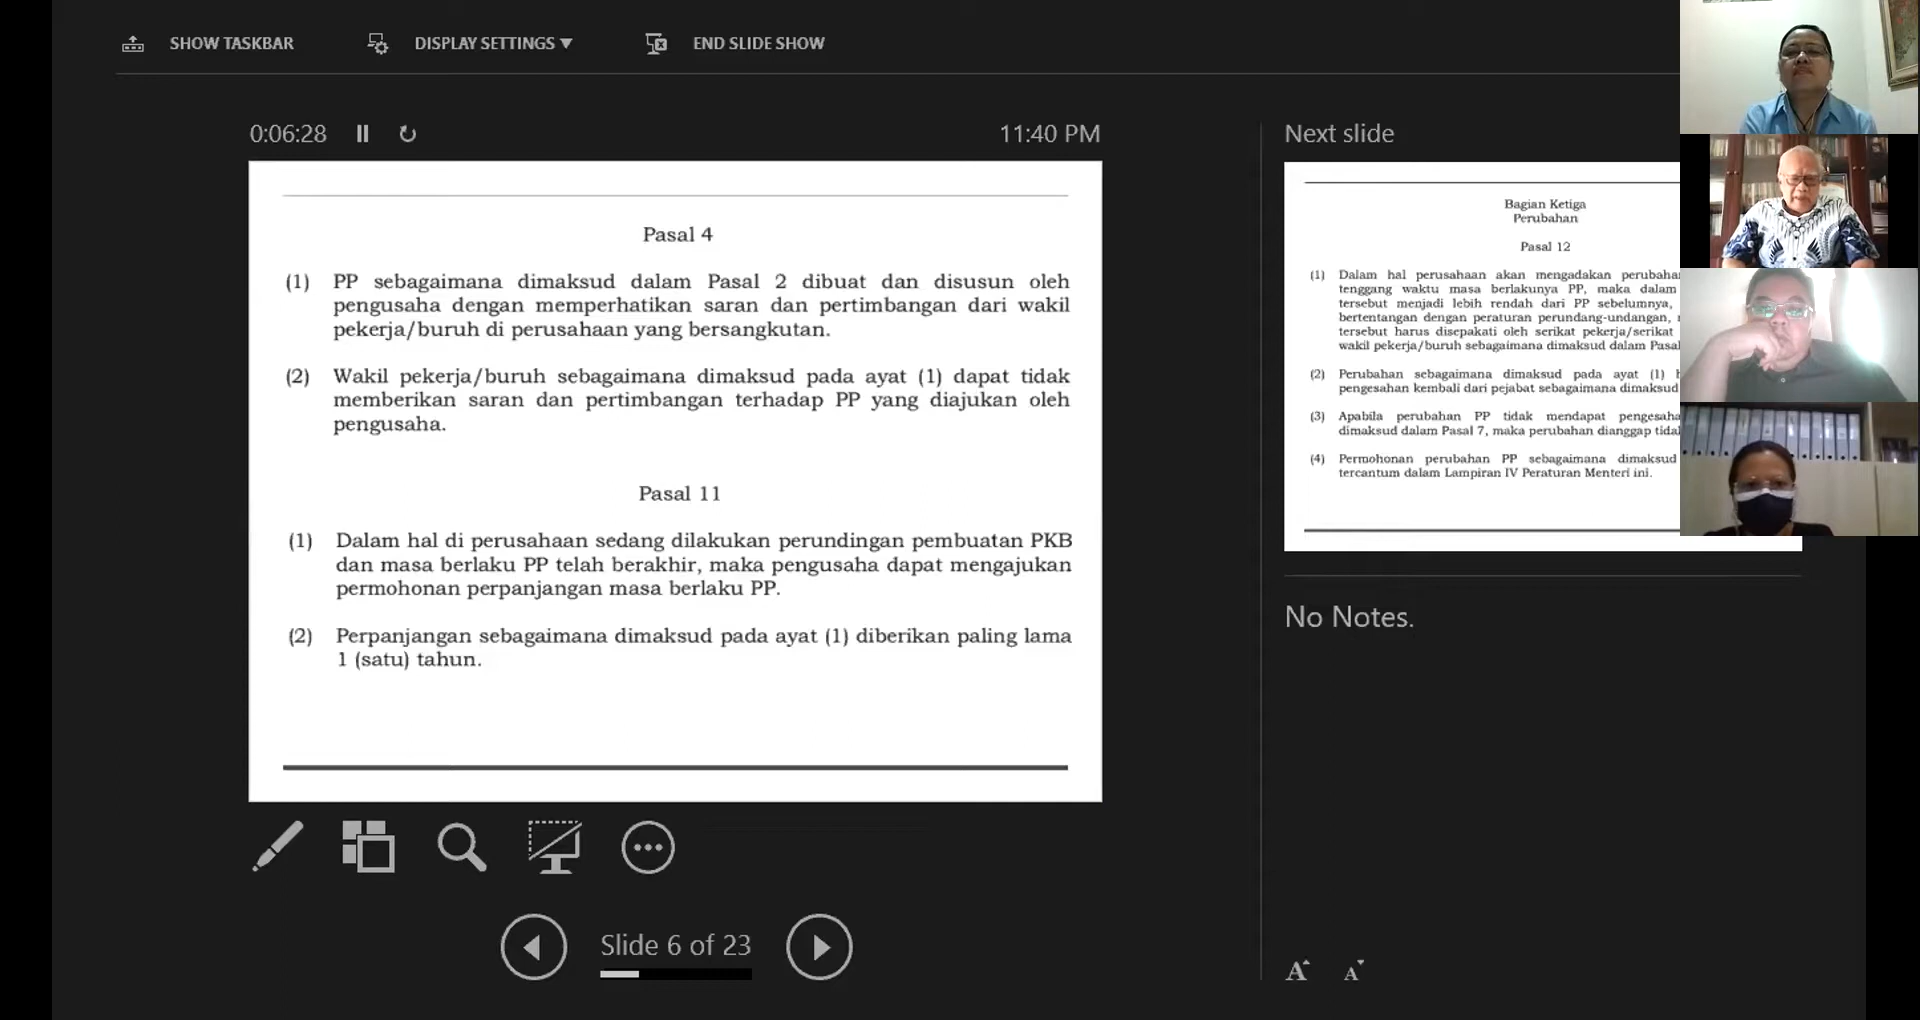 SHOW TASKBAR
DISPLAY SETTINGS
END SLIDE SHOW
0:06:28
11:40 PM
Pasal 4
(1) PP sebagaimana dimaksud dalam Pasal 2 dibuat dan disusun oleh
pengusaha dengan memperhatikan saran dan pertimbangan dari wakil
pekerja/buruh di perusahaan yang bersangkutan.
(2) Wakil pekerja/buruh sebagaimana dimaksud pada ayat (1) dapat tidak
memberikan saran dan pertimbangan terhadap PP yang diajukan oleh
pengusaha.
Pasal 11
(1) Dalam hal di perusahaan sedang dilakukan perundingan pembuatan PKB
dan masa berlaku PP telah berakhir, maka pengusaha dapat mengajukan
permohonan perpanjangan masa berlaku PP.
(2) Perpanjangan sebagaimana dimaksud pada ayat (1) diberikan paling lama
1 (satu) tahun.
Slide 6 of 23
Next slide
Bagian Ketiga
Perubahan
Pasal 12
(1) Dalam hal perusahaan akan mengadakan
tenggang waktu masa berlakunya PP, maka dalam
tersebut menjadi lebih rendah dari PP sebelumnya,
bertentangan dengan peraturan perundang-undangan,
tersebut harus disepakati oleh serikat pekerja/serikat
wakil pekerja/buruh sebagaimana dimaksud dalam
(2) Perubahan sebagaimana dimaksud pada ayat (1)
pengesahan kembali dari pejabat sebagaimana dimaksud
(3) Apabila perubahan PP tidak mendapat
dimaksud dalam Pasal 7, maka perubahan dianggap
(4) Permohonan perubahan PP sebagaimana dimaksud
tercantum dalam Lampiran IV Peraturan Menteri ini.
No Notes.
A A